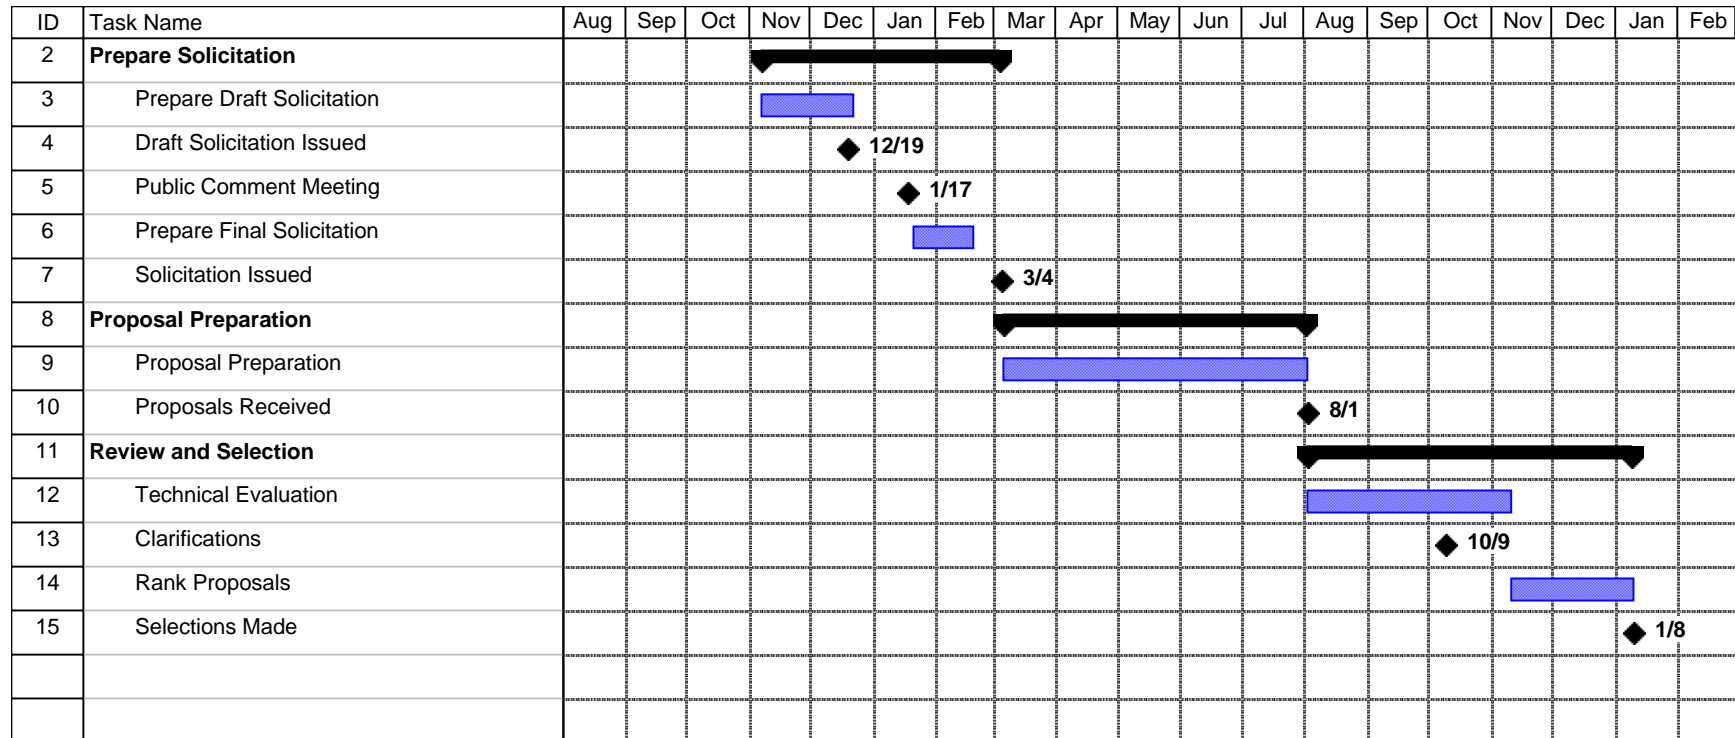 ID Task Name Aug Sep Oct Nov Dec Jan Feb Mar Apr May Jun Jul Aug Sep Oct Nov Dec Jan Feb
2 Prepare Solicitation
3 Prepare Draft Solicitation
4 Draft Solicitation Issued 12/19
5 Public Comment Meeting 1/17
6 Prepare Final Solicitation
7 Solicitation Issued 3/4
8 Proposal Preparation
9 Proposal Preparation
10 Proposals Received 8/1
11 Review and Selection
12 Technical Evaluation
13 Clarifications 10/9
14 Rank Proposals
15 Selections Made 1/8